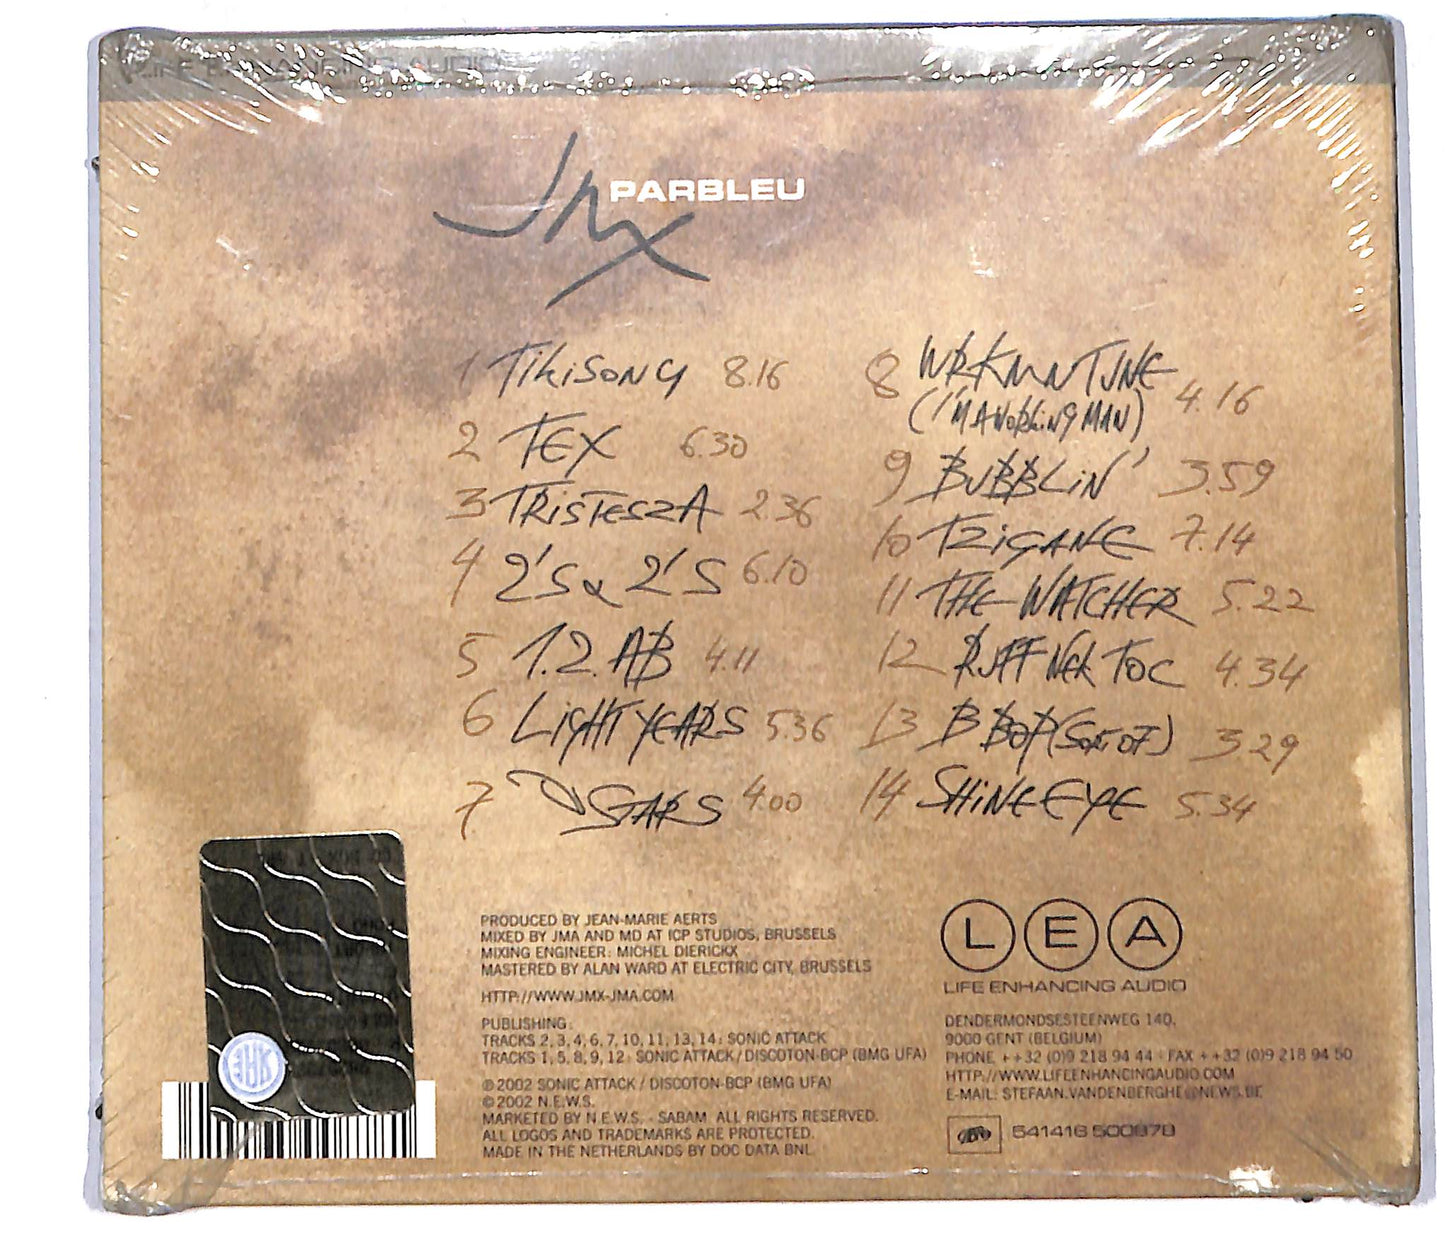 LIFE ENHANCING AUDIO
JMX
PARBLEU
1 TikiSONG 8.16
2 TEX 6.30
3 TRiSTESZA 2.36
4 2'S & 2'S 6.10
5 1.2.AB 4.11
6 LiGHTYEARS 5.36
7 STARS 4.00
8 WRKMNTUNE 4.16
(I'M A WORKiNG MAN)
9 BUBBLiN' 3.59
10 TZiGANE 7.14
11 THE WATCHER 5.22
12 RUFFNEKTOC 4.34
13 B BOP (SORT OF) 3.29
14 SHiNE EYE 5.34
PRODUCED BY JEAN-MARIE AERTS
MIXED BY JMA AND MD AT ICP STUDIOS, BRUSSELS
MIXING ENGINEER: MICHEL DIERICKX
MASTERED BY ALAN WARD AT ELECTRIC CITY, BRUSSELS
HTTP://WWW.JMX-JMA.COM
PUBLISHING:
TRACKS 2, 3, 4, 6, 7, 10, 11, 13, 14: SONIC ATTACK
TRACKS 1, 5, 8, 9, 12: SONIC ATTACK/DISCOTON-BCP (BMG UFA)
℗2002 SONIC ATTACK / DISCOTON-BCP (BMG UFA)
©2002 N.E.W.S.
MARKETED BY N.E.W.S. - SABAM ALL RIGHTS RESERVED.
ALL LOGOS AND TRADEMARKS ARE PROTECTED.
MADE IN THE NETHERLANDS BY DOC DATA BNL.
L E A
LIFE ENHANCING AUDIO
DENDERMONDSESTEENWEG 140,
9000 GENT (BELGIUM)
PHONE ++32 (0)9 218 94 44 - FAX ++32 (0)9 218 94 50
HTTP://WWW.LIFEENHANCINGAUDIO.COM
E-MAIL: STEFAAN.VANDENBERGHE@NEWS.BE
541416 500878